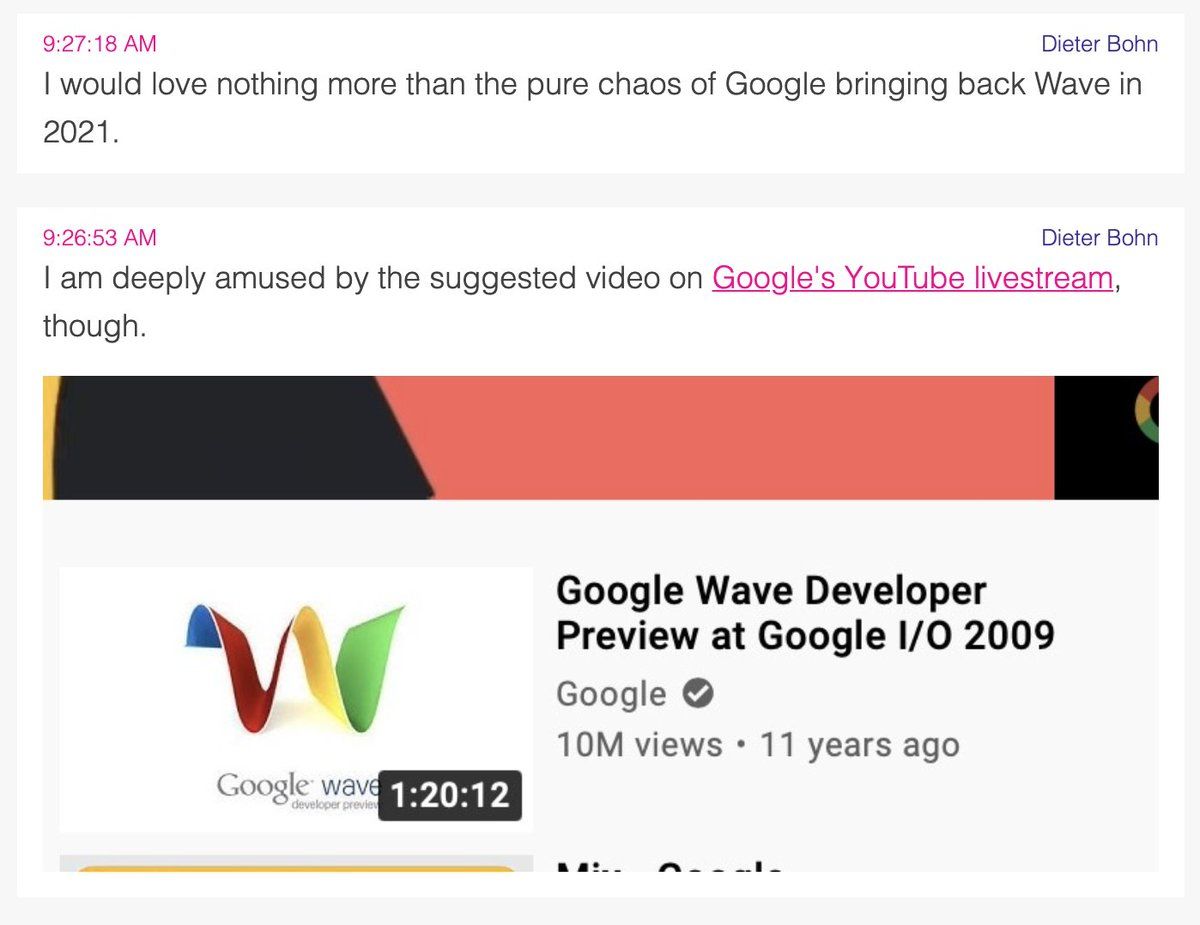 9:27:18 AM
Dieter Bohn
I would love nothing more than the pure chaos of Google bringing back Wave in
2021.
9:26:53 AM
Dieter Bohn
I am deeply amused by the suggested video on Google's YouTube livestream,
though.
Google Wave Developer
Preview at Google I/O 2009
Google
10M views • 11 years ago
Google wave
developer preview
1:20:12